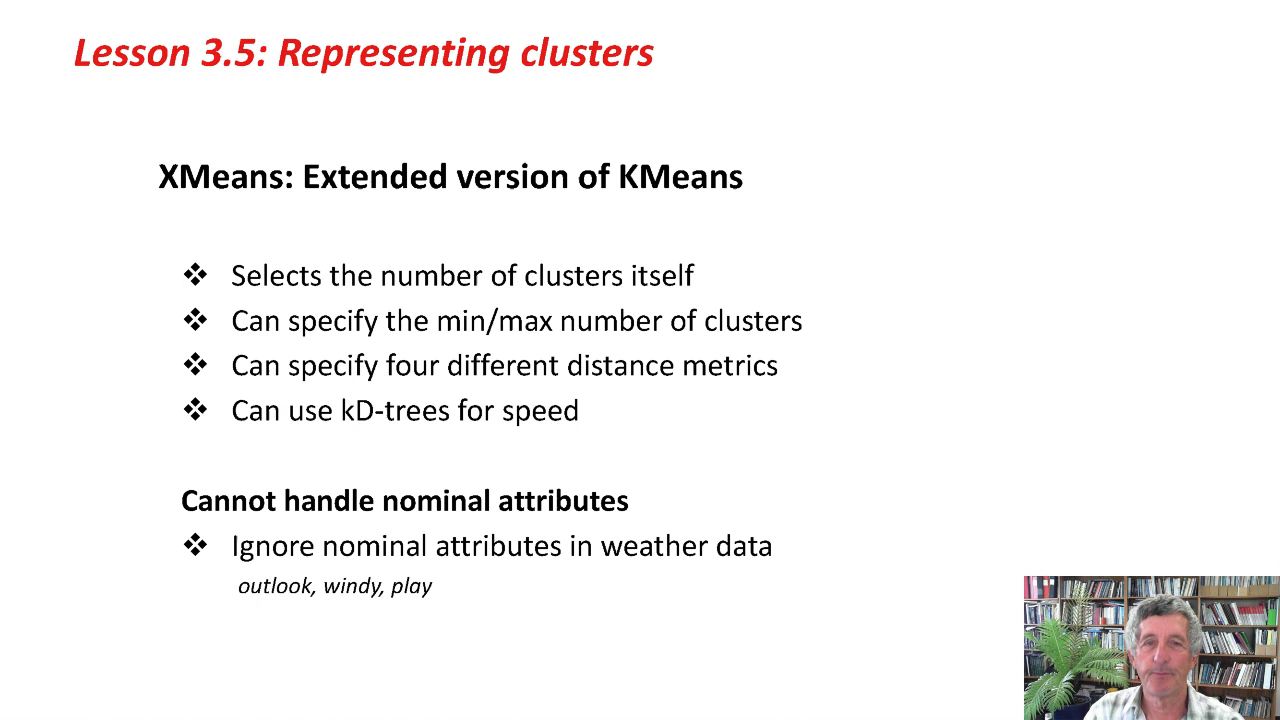 Lesson 3.5: Representing clusters
XMeans: Extended version of KMeans
❖ Selects the number of clusters itself
❖ Can specify the min/max number of clusters
❖ Can specify four different distance metrics
❖ Can use kD-trees for speed
Cannot handle nominal attributes
❖ Ignore nominal attributes in weather data
outlook, windy, play